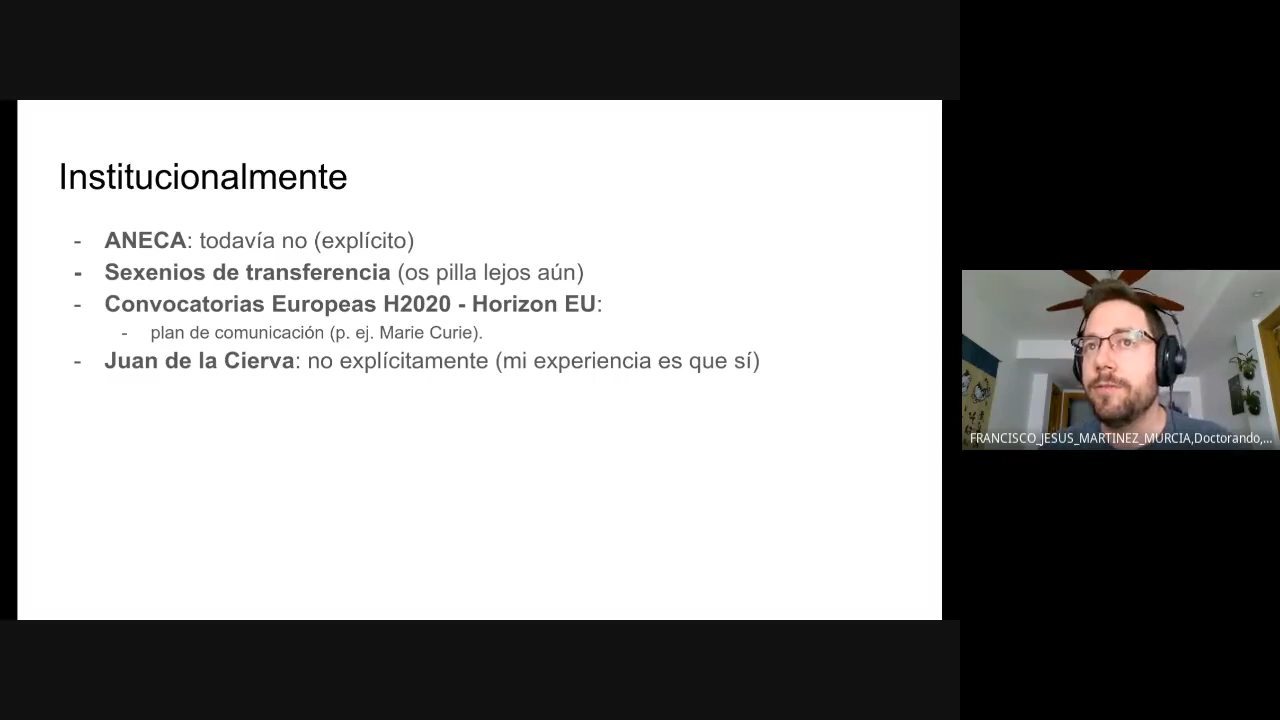 Institucionalmente
- ANECA: todavía no (explícito)
- Sexenios de transferencia (os pilla lejos aún)
- Convocatorias Europeas H2020 - Horizon EU:
- plan de comunicación (p. ej. Marie Curie).
- Juan de la Cierva: no explícitamente (mi experiencia es que sí)
FRANCISCO_JESUS_MARTINEZ_MURCIA,Doctorando,...